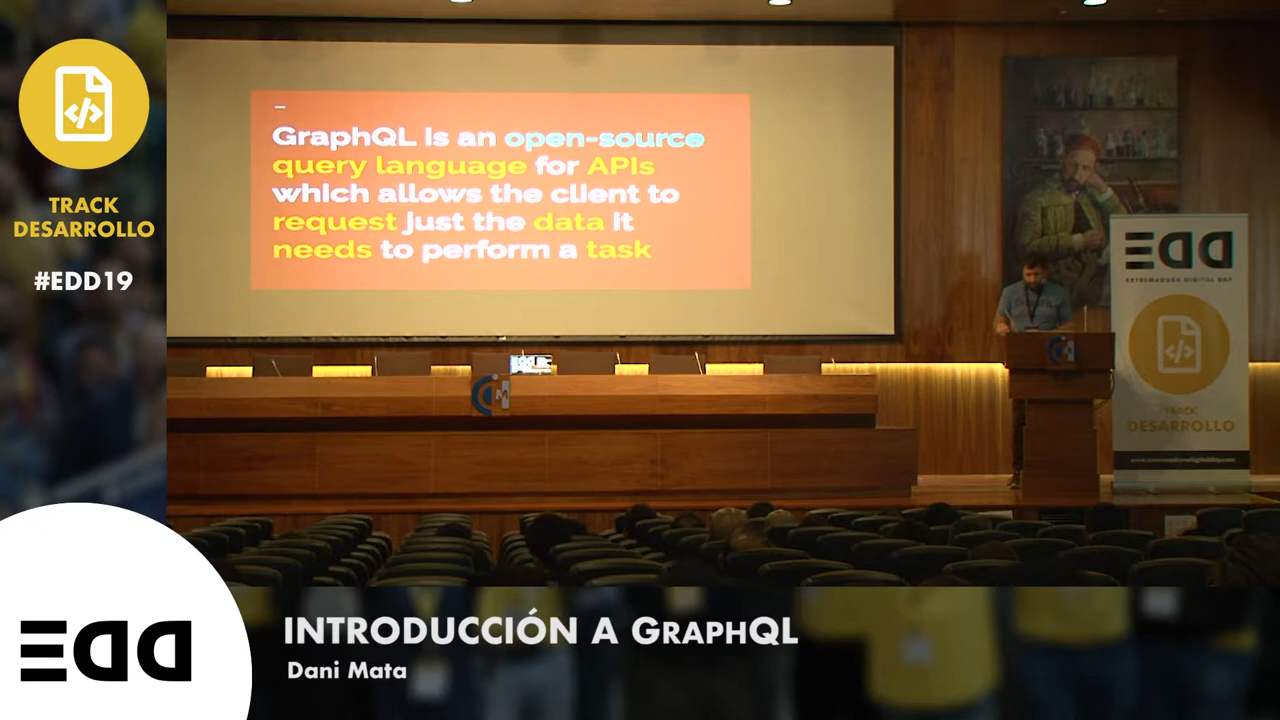 TRACK
DESARROLLO
#EDD19
GraphQL is an open-source
query language for APIs
which allows the client to
request just the data it
needs to perform a task
EDD
EXTREMADURA DIGITAL DAY
TRACK
DESARROLLO
EDD
INTRODUCCIÓN A GRAPHQL
Dani Mata